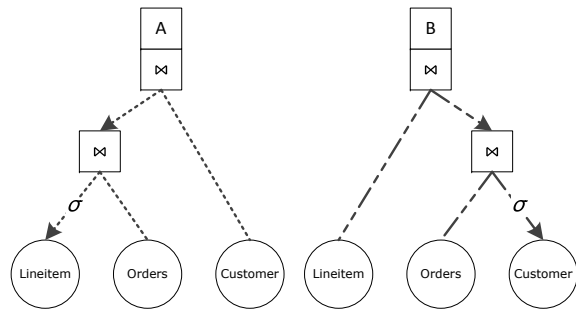 A B
⋈ ⋈
⋈ ⋈
σ σ
Lineitem Orders Customer Lineitem Orders Customer